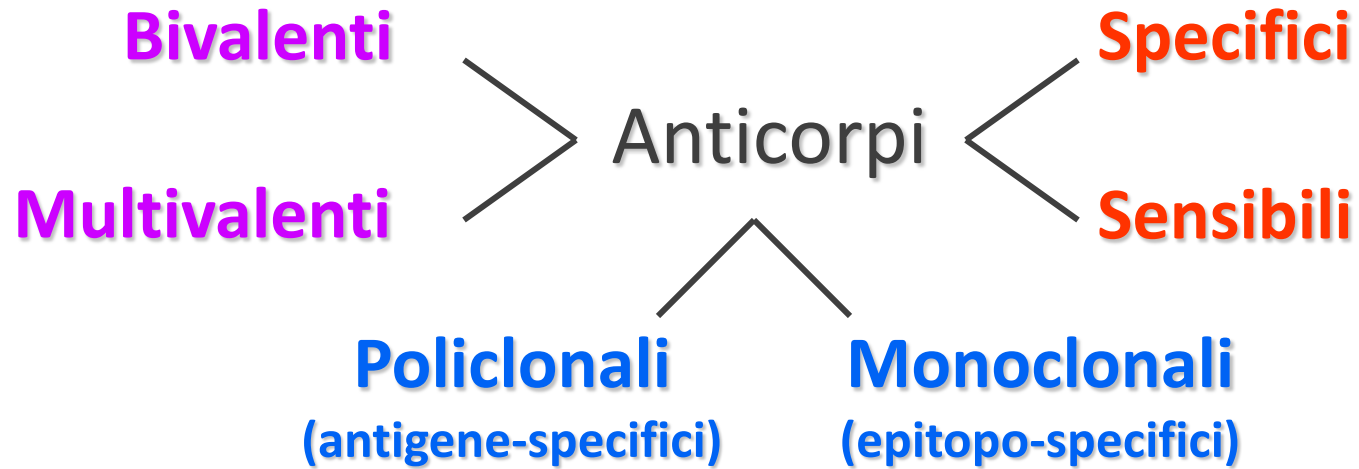 Bivalenti
Specifici
Anticorpi
Multivalenti
Sensibili
Policlonali
Monoclonali
(antigene-specifici)
(epitopo-specifici)